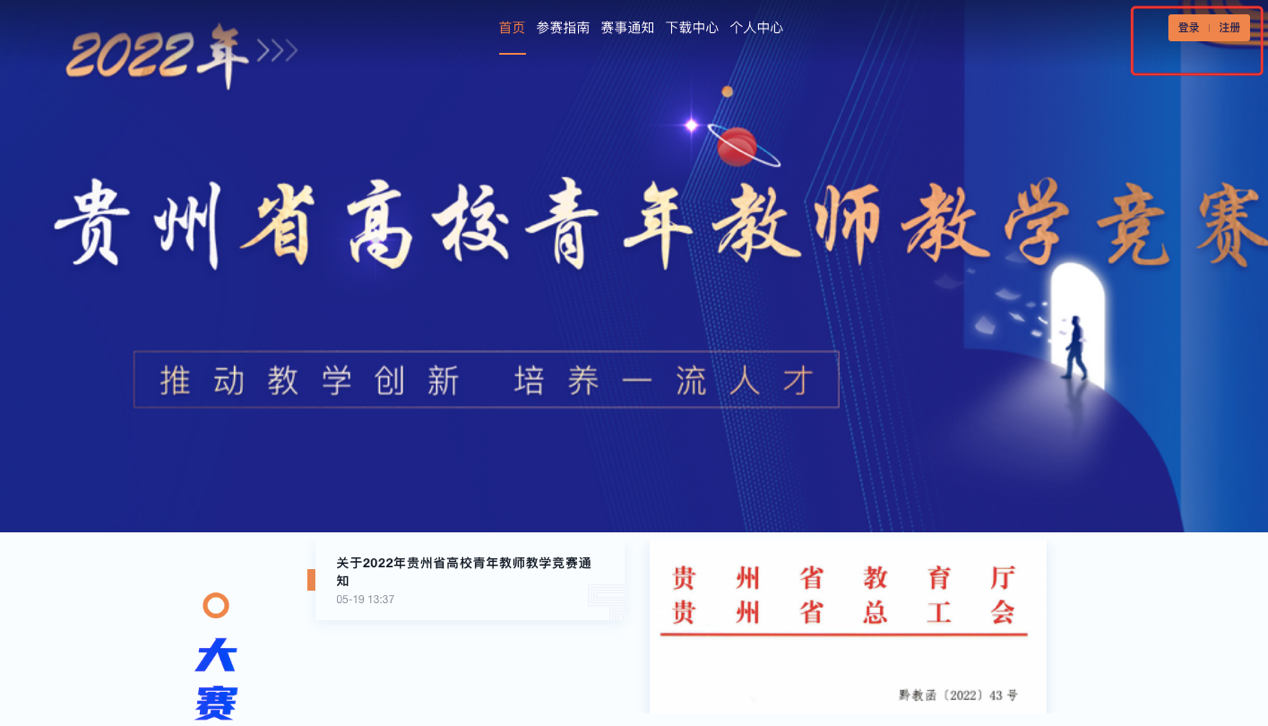 首页 参赛指南 赛事通知 下载中心 个人中心
登录 | 注册
2022年
贵州省高校青年教师教学竞赛
推动教学创新 培养一流人才
关于2022年贵州省高校青年教师教学竞赛通
知
05-19 13:37
大
赛
贵州省教育厅
贵州省总工会
黔教函〔2022〕43号